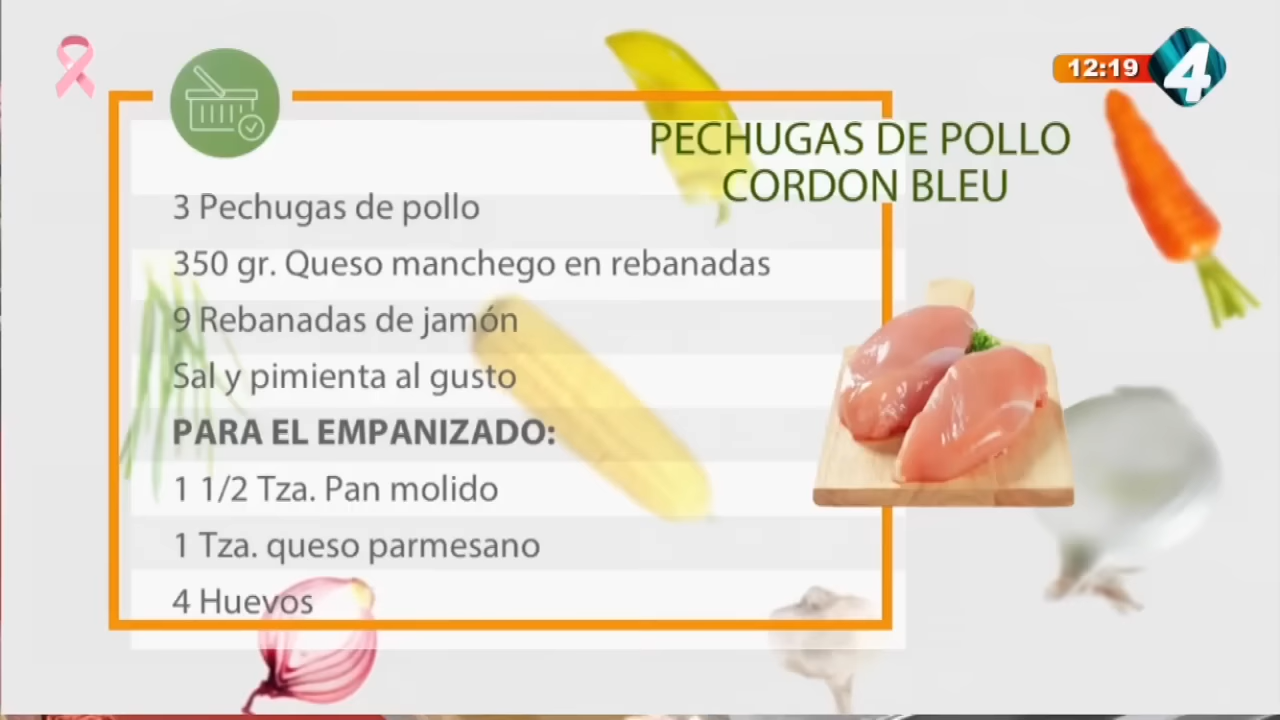 12:19
4
PECHUGAS DE POLLO
CORDON BLEU
3 Pechugas de pollo
350 gr. Queso manchego en rebanadas
9 Rebanadas de jamón
Sal y pimienta al gusto
PARA EL EMPANIZADO:
1 1/2 Tza. Pan molido
1 Tza. queso parmesano
4 Huevos